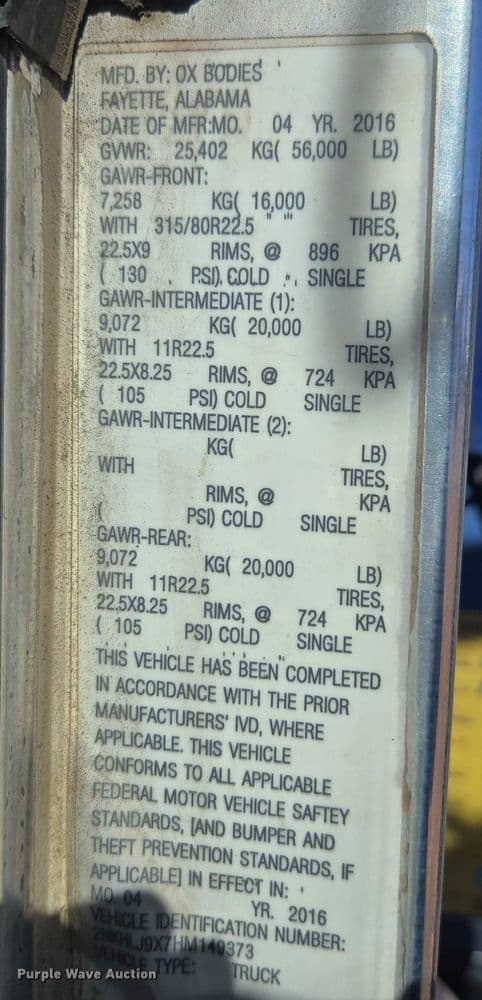 MFD. BY: OX BODIES
FAYETTE, ALABAMA
DATE OF MFR:MO. 04 YR. 2016
GVWR: 25,402 KG( 56,000 LB)
GAWR-FRONT:
7,258 KG( 16,000 LB)
WITH 315/80R22.5 TIRES,
22.5X9 RIMS, @ 896 KPA
( 130 PSI) COLD SINGLE
GAWR-INTERMEDIATE (1):
9,072 KG( 20,000 LB)
WITH 11R22.5 TIRES,
22.5X8.25 RIMS, @ 724 KPA
( 105 PSI) COLD SINGLE
GAWR-INTERMEDIATE (2):
KG( LB)
WITH TIRES,
RIMS, @ KPA
( PSI) COLD SINGLE
GAWR-REAR:
9,072 KG( 20,000 LB)
WITH 11R22.5 TIRES,
22.5X8.25 RIMS, @ 724 KPA
( 105 PSI) COLD SINGLE
THIS VEHICLE HAS BEEN COMPLETED
IN ACCORDANCE WITH THE PRIOR
MANUFACTURERS' IVD, WHERE
APPLICABLE. THIS VEHICLE
CONFORMS TO ALL APPLICABLE
FEDERAL MOTOR VEHICLE SAFTEY
STANDARDS, [AND BUMPER AND
THEFT PREVENTION STANDARDS, IF
APPLICABLE] IN EFFECT IN:
MO. 04 YR. 2016
VEHICLE IDENTIFICATION NUMBER:
VEHICLE TYPE: TRUCK
Purple Wave Auction